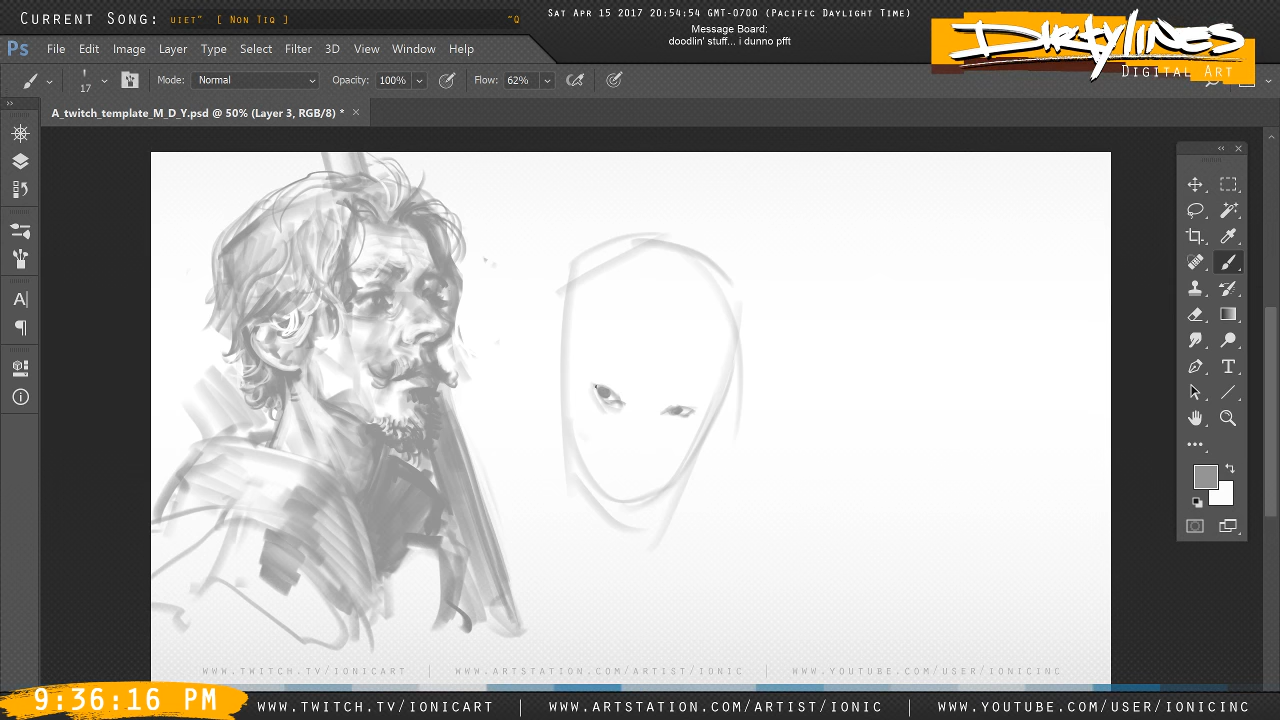 Current Song: uiet" [ Non Tiq ] ~Q
Sat Apr 15 2017 20:54:54 GMT-0700 (Pacific Daylight Time)
Message Board:
doodlin' stuff... i dunno pfft
DirtyLines
Digital Art
Ps File Edit Image Layer Type Select Filter 3D View Window Help
17 Mode: Normal Opacity: 100% Flow: 62%
A_twitch_template_M_D_Y.psd @ 50% (Layer 3, RGB/8) * ×
www.twitch.tv/ionicart | www.artstation.com/artist/ionic | www.youtube.com/user/ionicinc
9:36:16 PM
www.twitch.tv/ionicart | www.artstation.com/artist/ionic | www.youtube.com/user/ionicinc